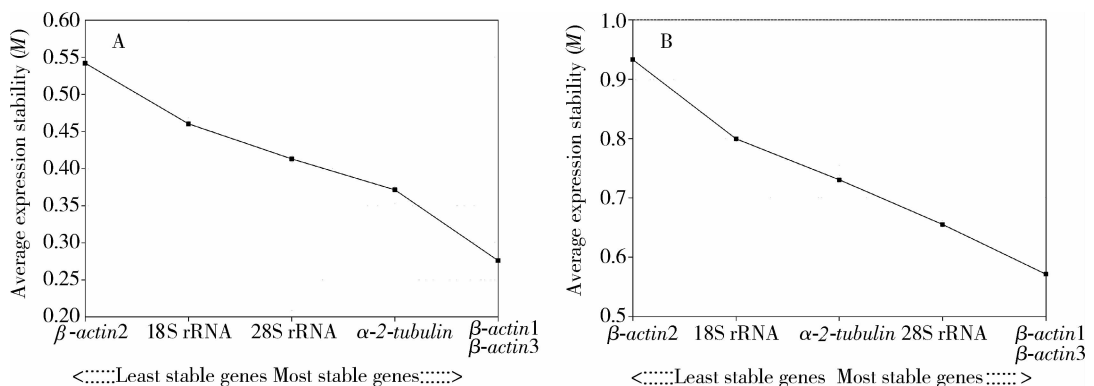 A
Average expression stability (M)
0.60
0.55
0.50
0.45
0.40
0.35
0.30
0.25
0.20
β-actin2 18S rRNA 28S rRNA α-2-tubulin β-actin1
β-actin3
<::::::Least stable genes Most stable genes::::::>
B
Average expression stability (M)
1.0
0.9
0.8
0.7
0.6
0.5
β-actin2 18S rRNA α-2-tubulin 28S rRNA β-actin1
β-actin3
<::::::Least stable genes Most stable genes::::::>